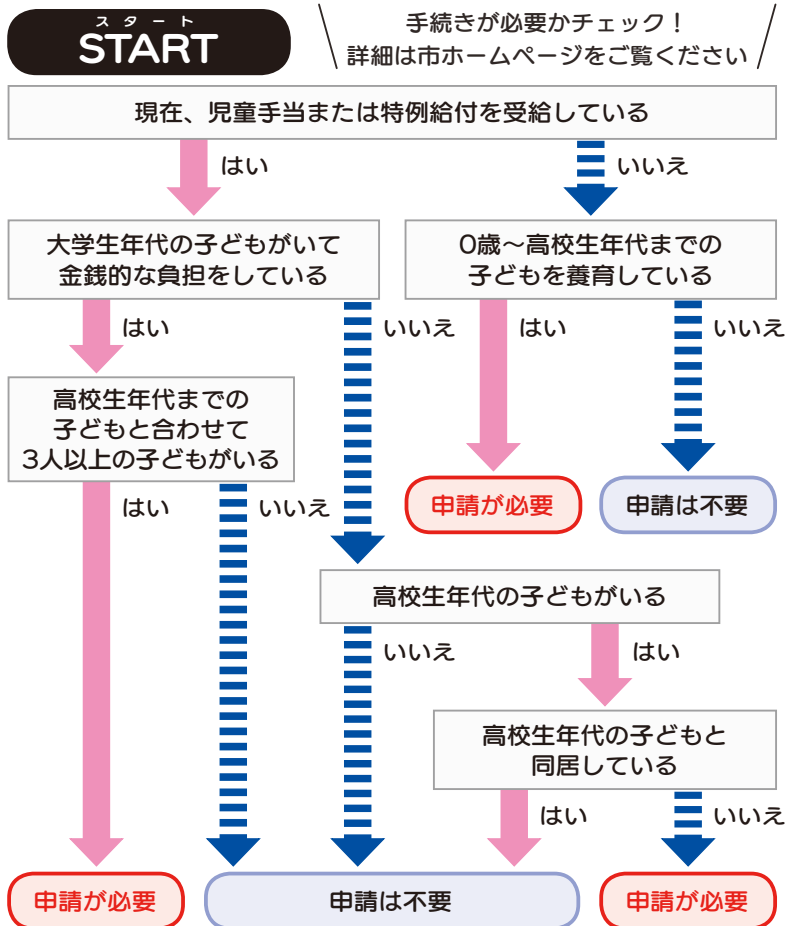 スタート
START
手続きが必要かチェック！
詳細は市ホームページをご覧ください
現在、児童手当または特例給付を受給している
はい
いいえ
大学生年代の子どもがいて
金銭的な負担をしている
0歳～高校生年代までの
子どもを養育している
はい
いいえ
はい
いいえ
高校生年代までの
子どもと合わせて
3人以上の子どもがいる
申請が必要
申請は不要
はい
いいえ
高校生年代の子どもがいる
いいえ
はい
高校生年代の子どもと
同居している
はい
いいえ
申請が必要
申請は不要
申請が必要